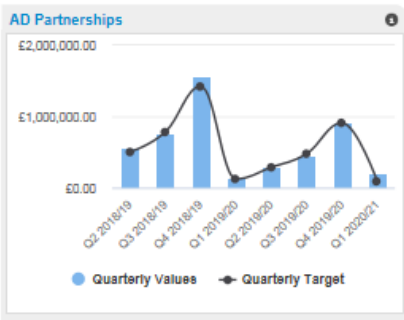 AD Partnerships
£2,000,000.00
£1,000,000.00
£0.00
Q2 2018/19
Q3 2018/19
Q4 2018/19
Q1 2019/20
Q2 2019/20
Q3 2019/20
Q4 2019/20
Q1 2020/21
Quarterly Values
Quarterly Target